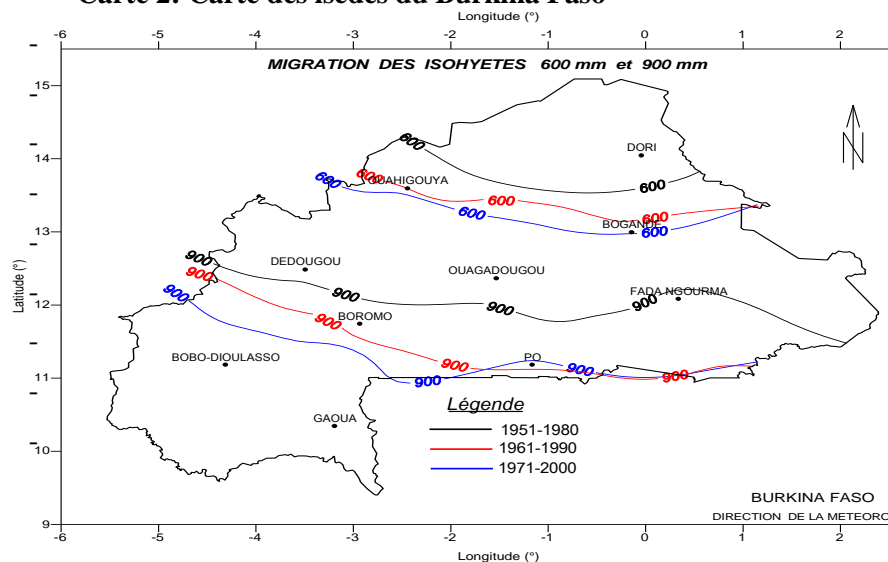 Carte 2: Carte des du Burkina Faso
Longitude (°)
-6 -5 -4 -3 -2 -1 0 1 2
MIGRATION DES ISOHYETES 600 mm et 900 mm
15
14
13
12
11
10
9
Latitude (°)
N
600
DORI
600
600
600
OUAHIGOUYA
600
600
600
BOGANDE
600
900
DEDOUGOU
OUAGADOUGOU
900
900
900
900
FADA NGOURMA
900
900
BOROMO
BOBO-DIOULASSO
900
PO
900
900
900
GAOUA
Légende
1951-1980
1961-1990
1971-2000
BURKINA FASO
DIRECTION DE LA METEORO
-6 -5 -4 -3 -2 -1 0 1 2
Longitude (°)